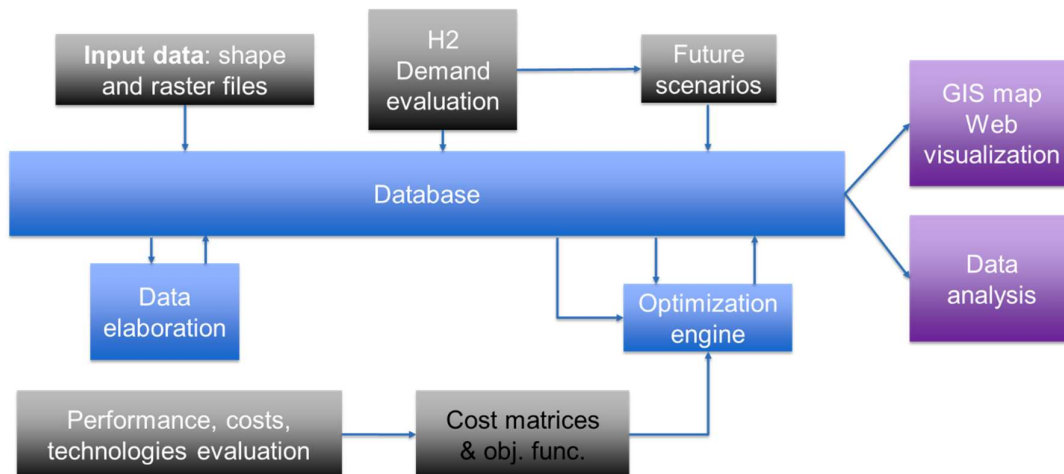 Input data: shape
and raster files
H2
Demand
evaluation
Future
scenarios
GIS map
Web
visualization
Database
Data
elaboration
Optimization
engine
Data
analysis
Performance, costs,
technologies evaluation
Cost matrices
& obj. func.